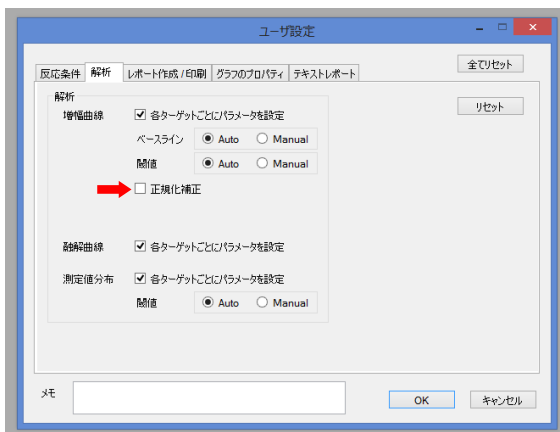 ユーザ設定
全てリセット
反応条件 解析 レポート作成/印刷 グラフのプロパティ テキストレポート
リセット
解析
増幅曲線 各ターゲットごとにパラメータを設定
ベースライン Auto Manual
閾値 Auto Manual
正規化補正
融解曲線 各ターゲットごとにパラメータを設定
測定値分布 各ターゲットごとにパラメータを設定
閾値 Auto Manual
メモ
OK キャンセル